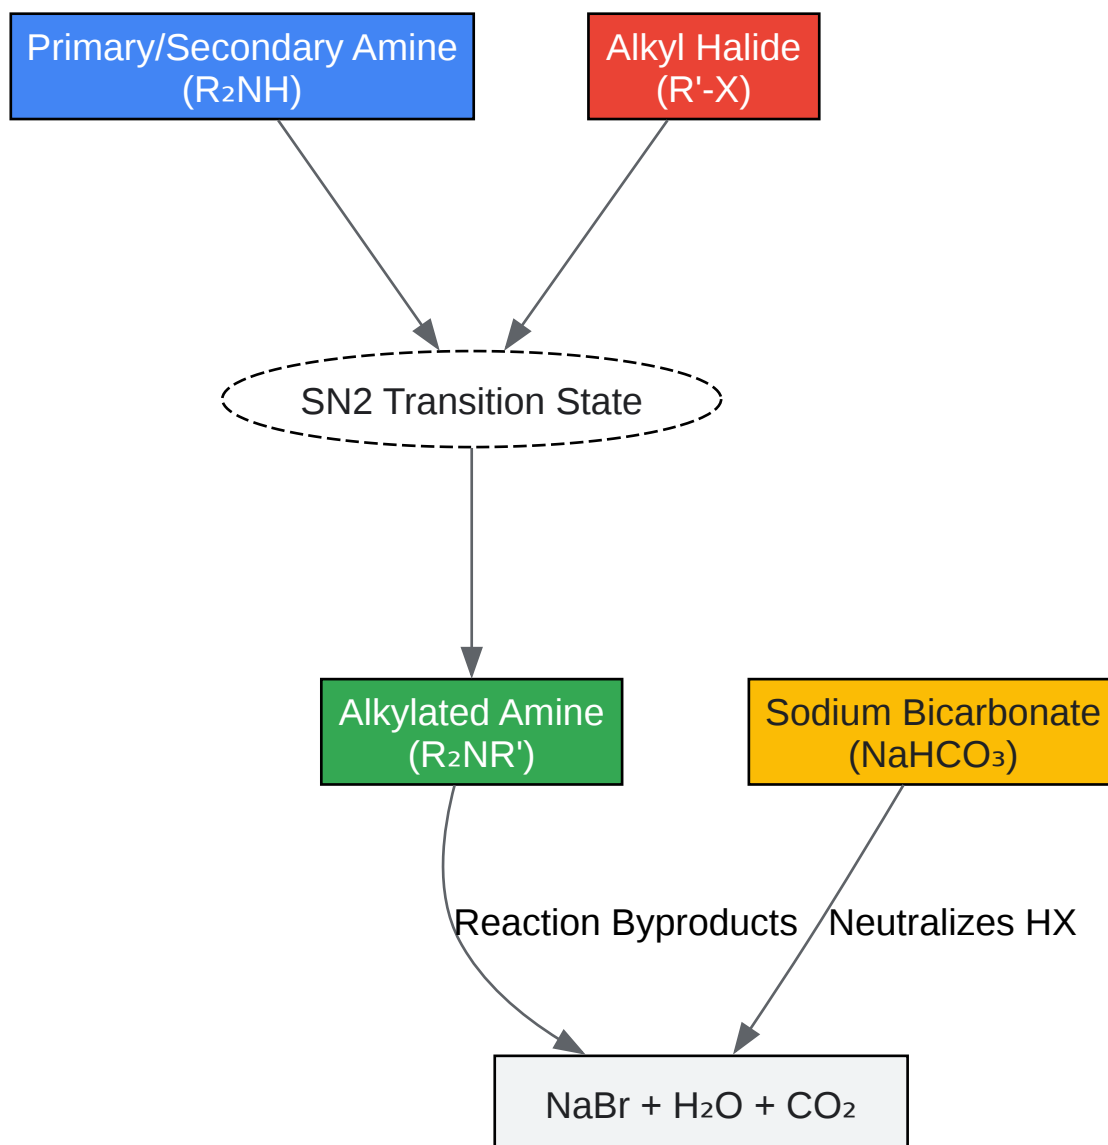 Primary/Secondary Amine
(R₂NH)
Alkyl Halide
(R'-X)
SN2 Transition State
Alkylated Amine
(R₂NR')
Sodium Bicarbonate
(NaHCO₃)
Reaction Byproducts
Neutralizes HX
NaBr + H₂O + CO₂